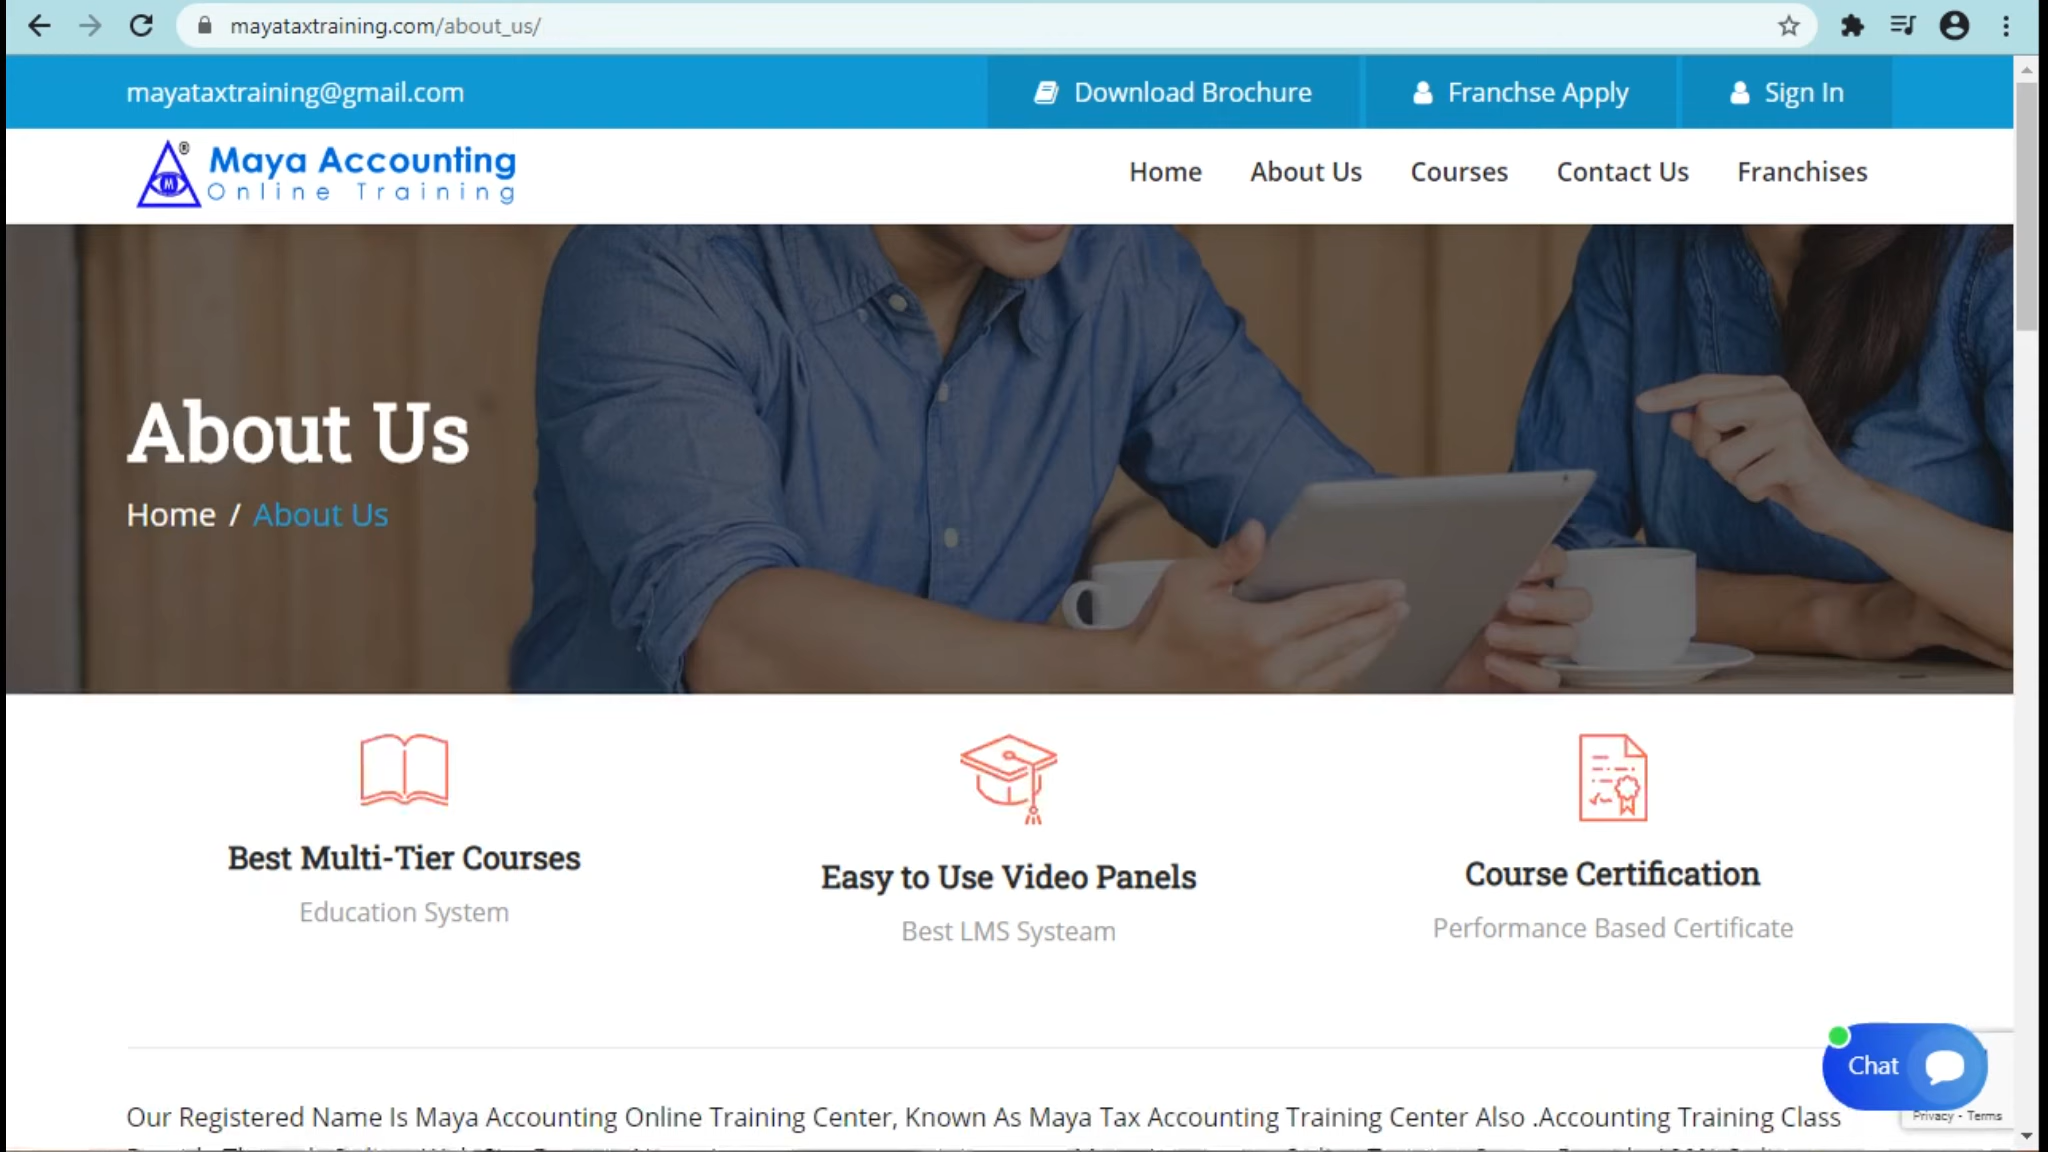 mayataxtraining.com/about_us/
mayataxtraining@gmail.com
Download Brochure
Franchse Apply
Sign In
M
®
Maya Accounting
Online Training
Home
About Us
Courses
Contact Us
Franchises
About Us
Home / About Us
Best Multi-Tier Courses
Education System
Easy to Use Video Panels
Best LMS Systeam
Course Certification
Performance Based Certificate
Chat
Privacy - Terms
Our Registered Name Is Maya Accounting Online Training Center, Known As Maya Tax Accounting Training Center Also .Accounting Training Class